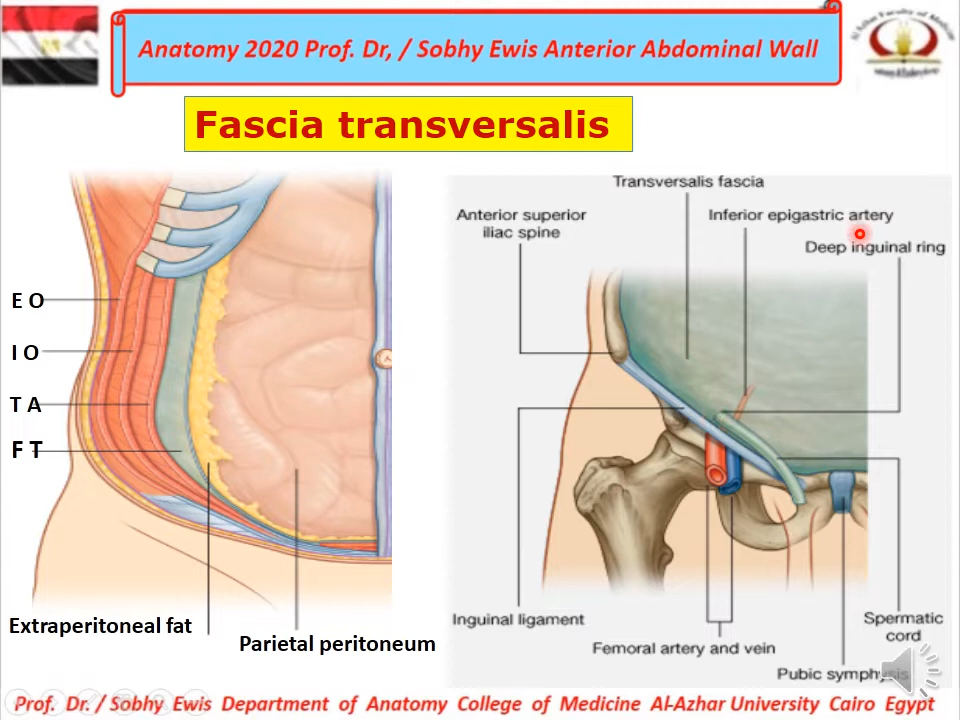 Anatomy 2020 Prof. Dr, / Sobhy Ewis Anterior Abdominal Wall
Fascia transversalis
E O
I O
T A
F T
Extraperitoneal fat
Parietal peritoneum
Transversalis fascia
Anterior superior
iliac spine
Inferior epigastric artery
Deep inguinal ring
Inguinal ligament
Femoral artery and vein
Spermatic
cord
Pubic symphysis
Prof. Dr. / Sobhy Ewis Department of Anatomy College of Medicine Al-Azhar University Cairo Egypt